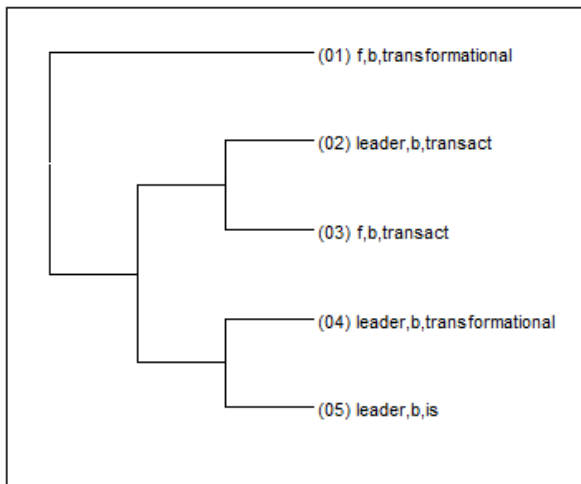 (01) f,b,transformational
(02) leader,b,transact
(03) f,b,transact
(04) leader,b,transformational
(05) leader,b,is